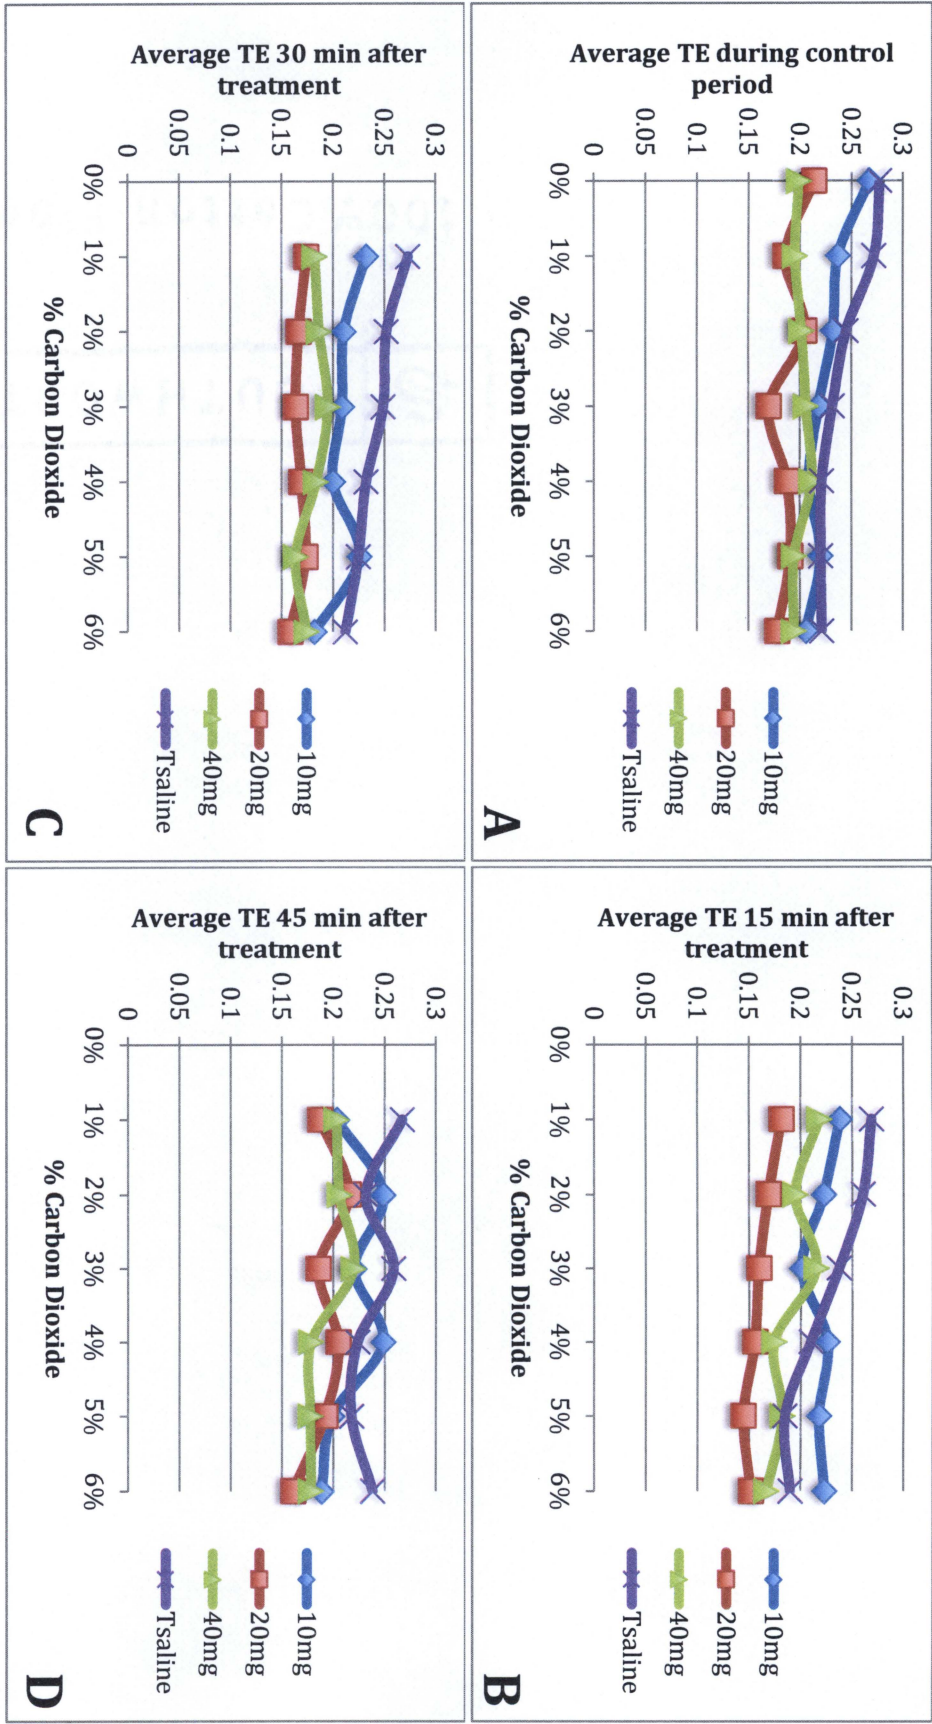 Average TE during control
period
0.3
0.25
0.2
0.15
0.1
0.05
0
0%
1%
2%
3%
4%
5%
6%
% Carbon Dioxide
10mg
20mg
40mg
Tsaline
A
Average TE 15 min after
treatment
0.3
0.25
0.2
0.15
0.1
0.05
0
0%
1%
2%
3%
4%
5%
6%
% Carbon Dioxide
10mg
20mg
40mg
Tsaline
B
Average TE 30 min after
treatment
0.3
0.25
0.2
0.15
0.1
0.05
0
0%
1%
2%
3%
4%
5%
6%
% Carbon Dioxide
10mg
20mg
40mg
Tsaline
C
Average TE 45 min after
treatment
0.3
0.25
0.2
0.15
0.1
0.05
0
0%
1%
2%
3%
4%
5%
6%
% Carbon Dioxide
10mg
20mg
40mg
Tsaline
D